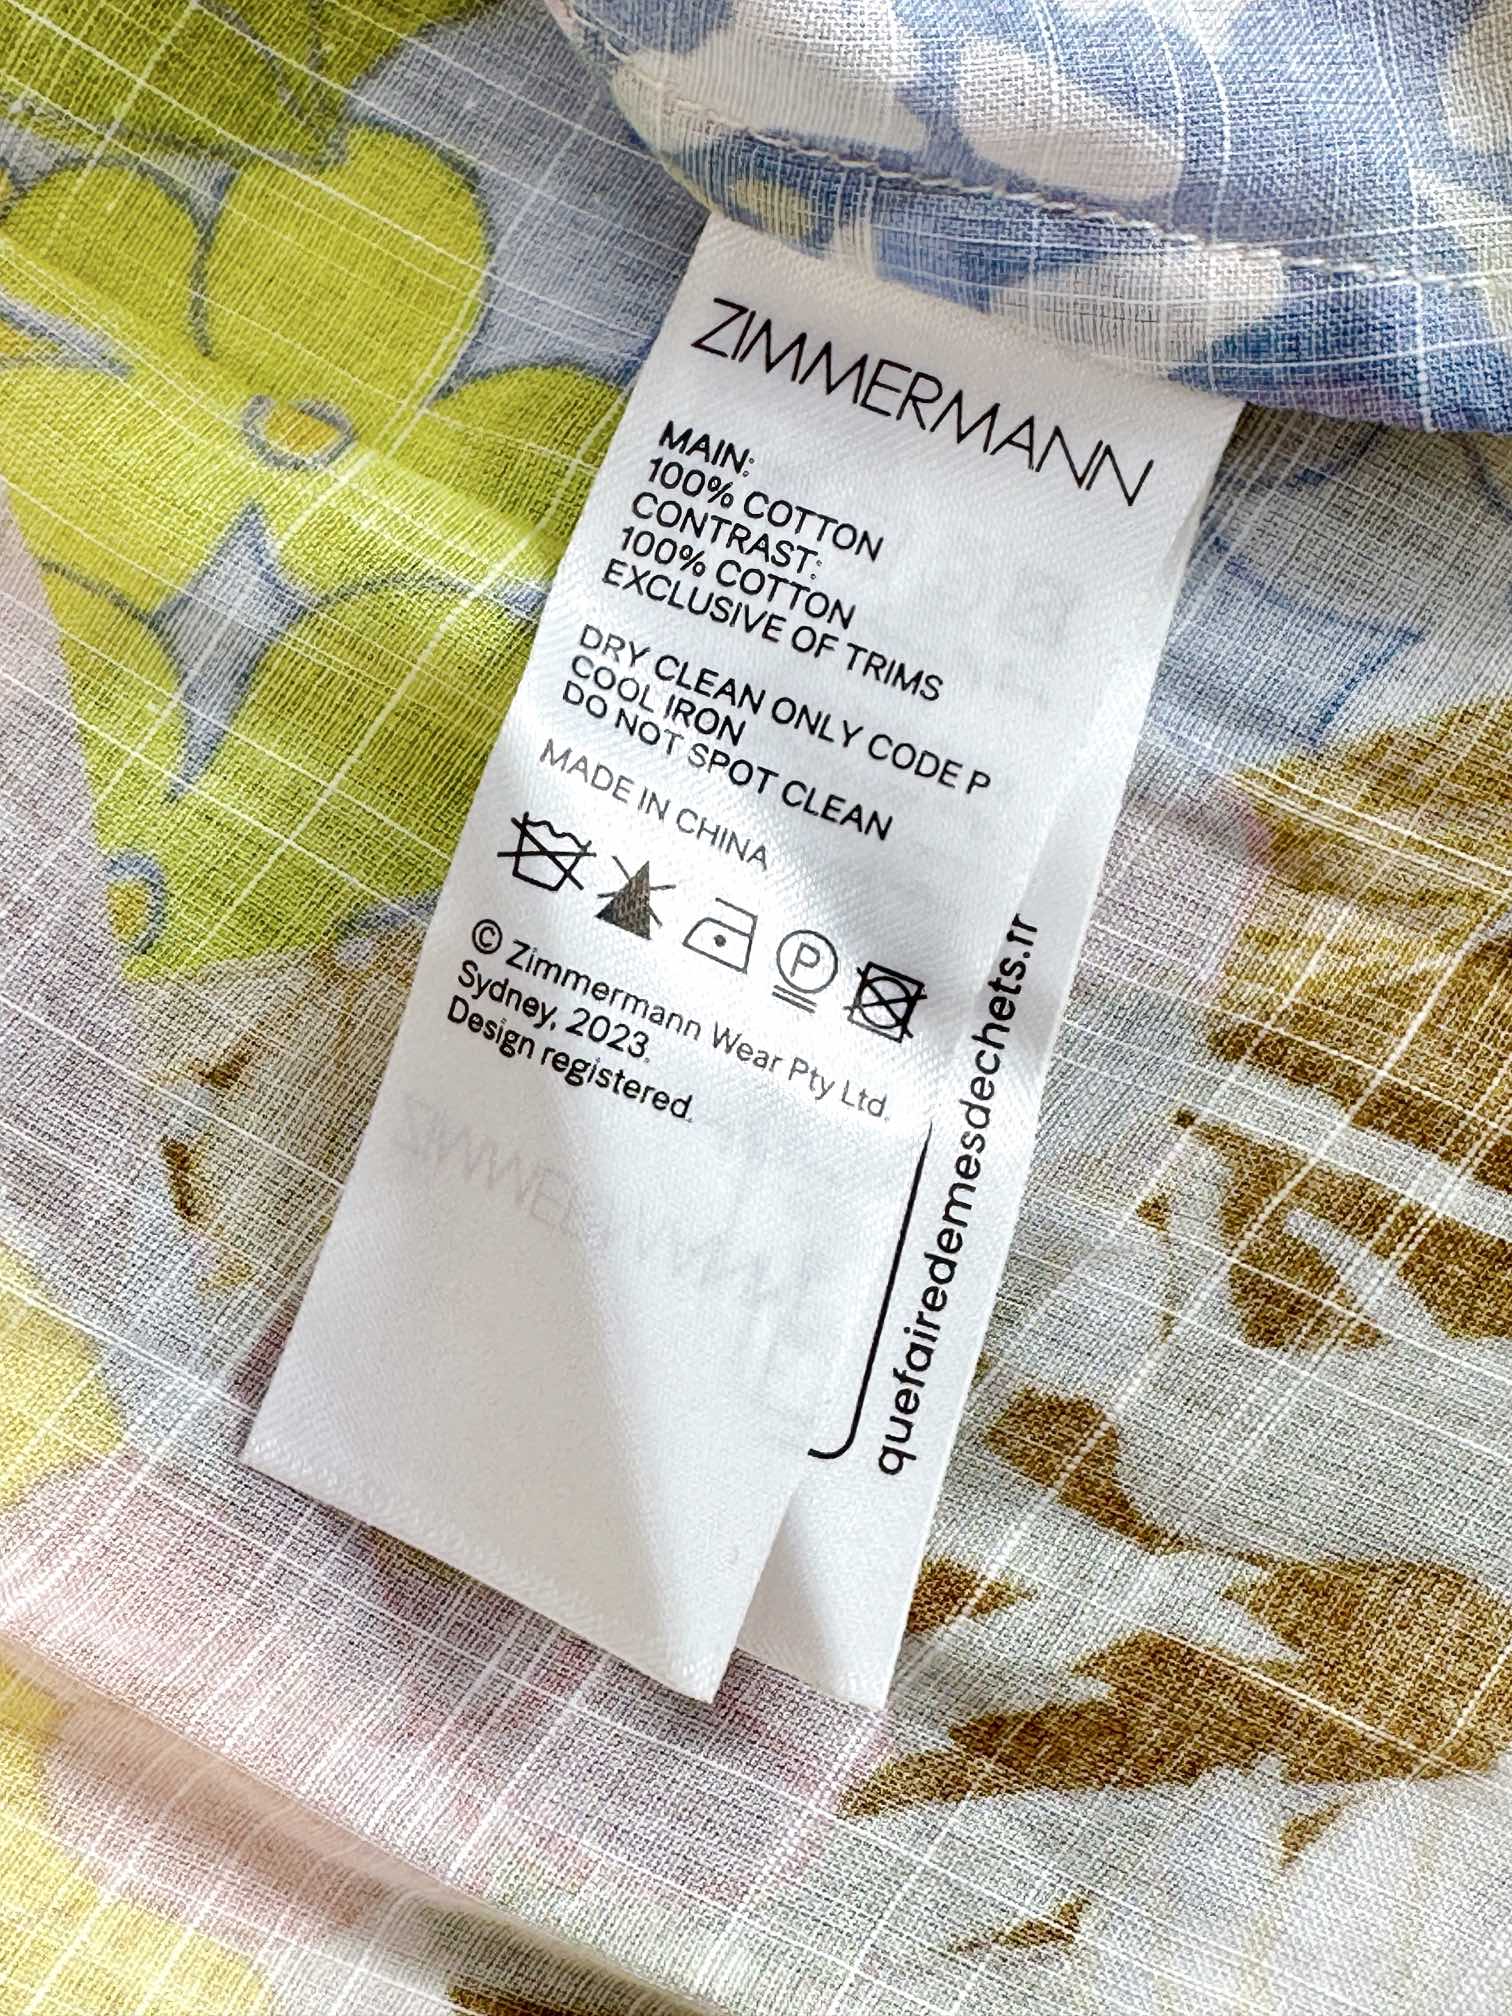 ZIMMERMANN
MAIN:
100% COTTON
CONTRAST:
100% COTTON
EXCLUSIVE OF TRIMS
DRY CLEAN ONLY CODE P
COOL IRON
DO NOT SPOT CLEAN
MADE IN CHINA
P
© Zimmermann Wear Pty Ltd.
Sydney, 2023.
Design registered.
quefairedemesdechets.fr